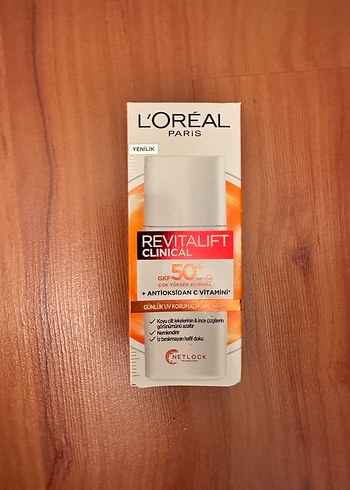 L'ORÉAL
PARIS
YENİLİK
REVITALIFT
CLINICAL
GKF 50+
ÇOK YÜKSEK KORUMA
+ ANTİOKSİDAN C VİTAMİNİ*
GÜNLÜK UV KORUMA
Koyu cilt lekelerinin & ince çizgilerin
görünümünü azaltır
Nemlendirir
İz bırakmayan hafif doku
NETLOCK